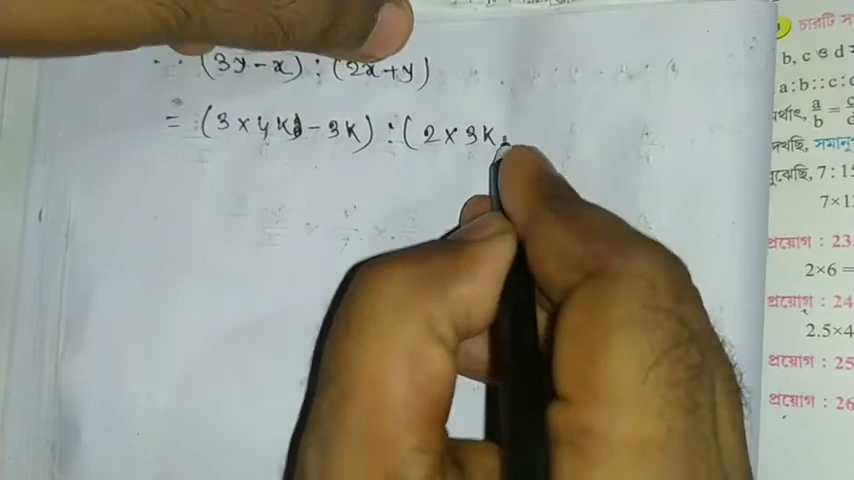 ∴ (3y-x) : (2x+y)
= (3×4K-3K) : (2×3K
চারটি
b, c ও d
a:b::c:
অর্থাৎ, a/b = c/
দেখছি,
বুঝেছি, 7:1
7×1
প্রয়োগ : 23
2×6 =
প্রয়োগ : 24
2.5×4
প্রয়োগ : 25
প্রয়োগ : 26